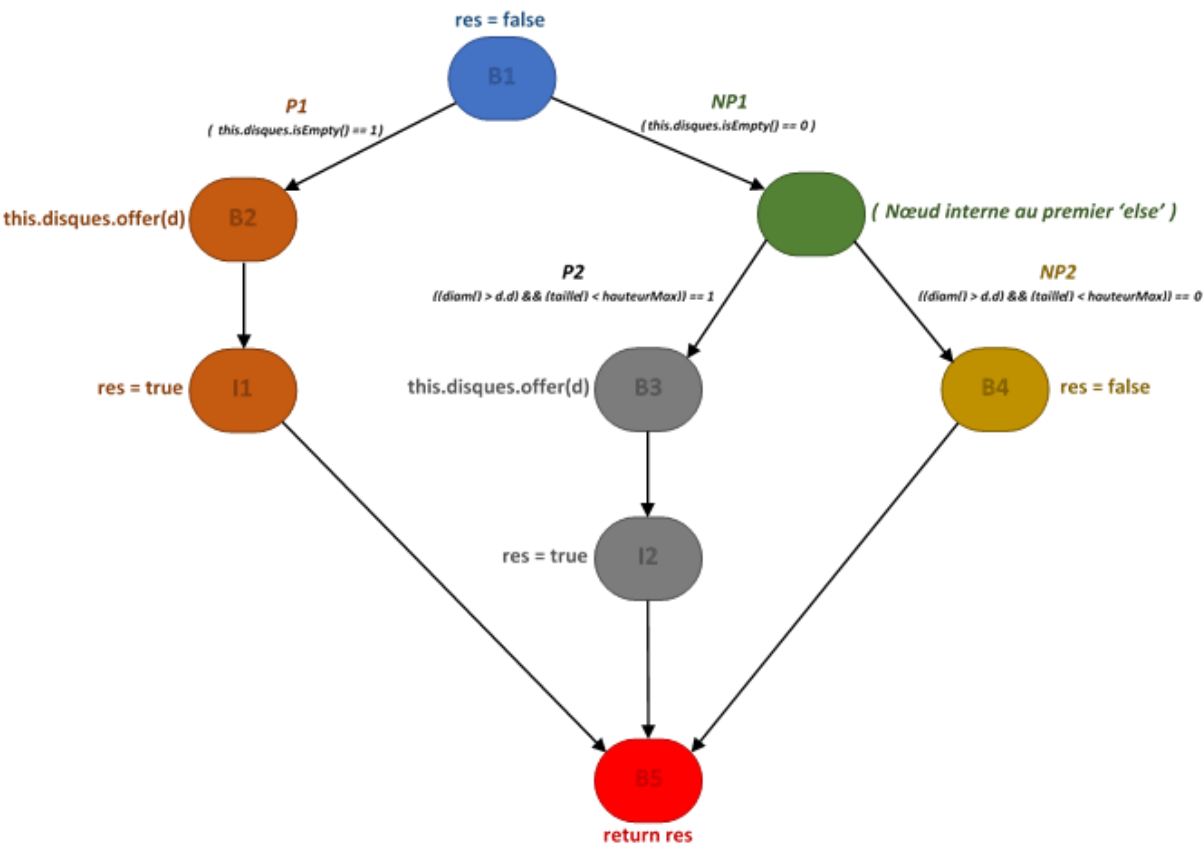 res = false
B1
P1
( this.disques.isEmpty() == 1)
NP1
( this.disques.isEmpty() == 0 )
this.disques.offer(d)
B2
( Nœud interne au premier ‘else’ )
P2
((diam() > d.d) && (taille() < hauteurMax)) == 1
NP2
((diam() > d.d) && (taille() < hauteurMax)) == 0
res = true
I1
this.disques.offer(d)
B3
B4
res = false
res = true
I2
B5
return res